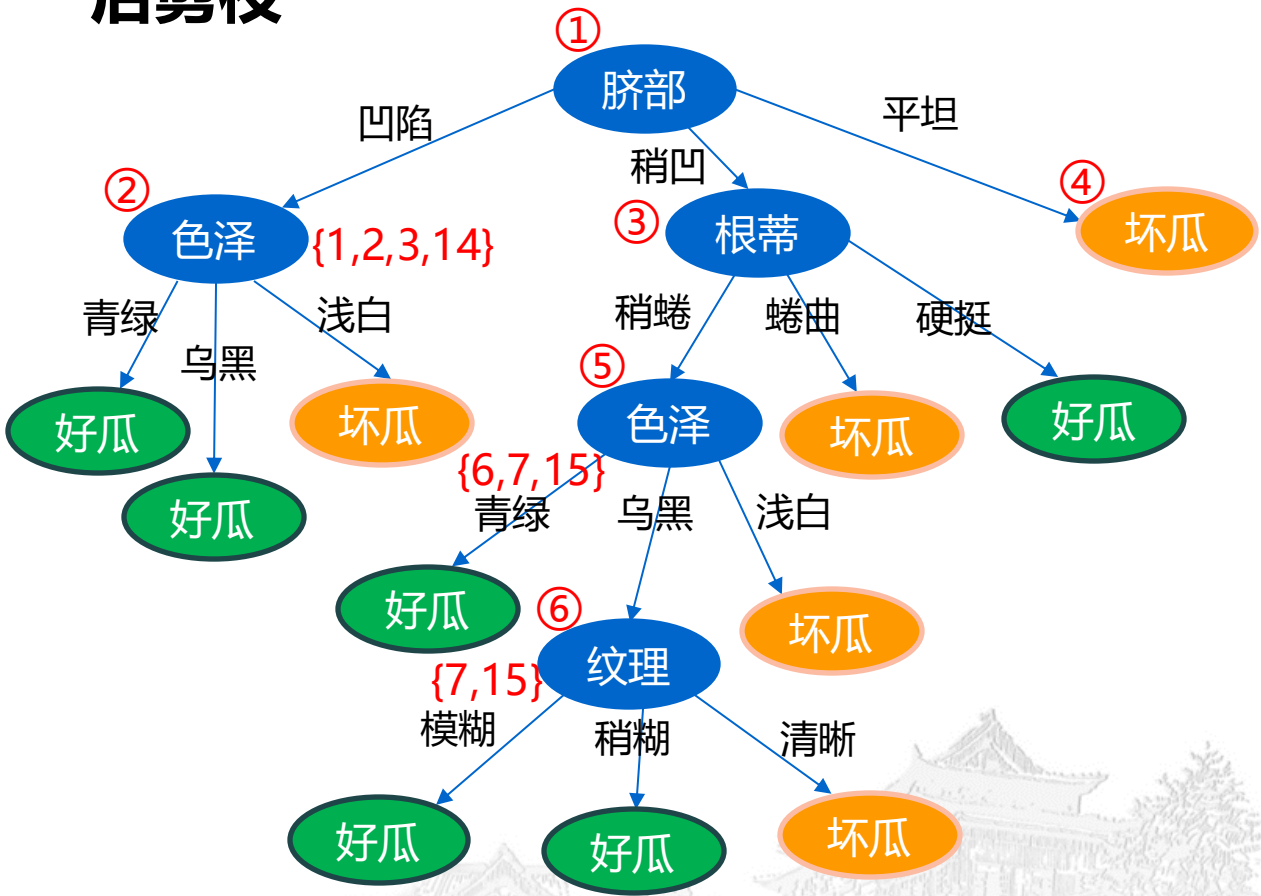 后剪枝
①
脐部
凹陷
稍凹
平坦
②
色泽
{1,2,3,14}
③
根蒂
④
坏瓜
青绿
乌黑
浅白
稍蜷
蜷曲
硬挺
好瓜
好瓜
坏瓜
⑤
色泽
{6,7,15}
坏瓜
好瓜
青绿
乌黑
浅白
好瓜
⑥
纹理
{7,15}
坏瓜
模糊
稍糊
清晰
好瓜
好瓜
坏瓜